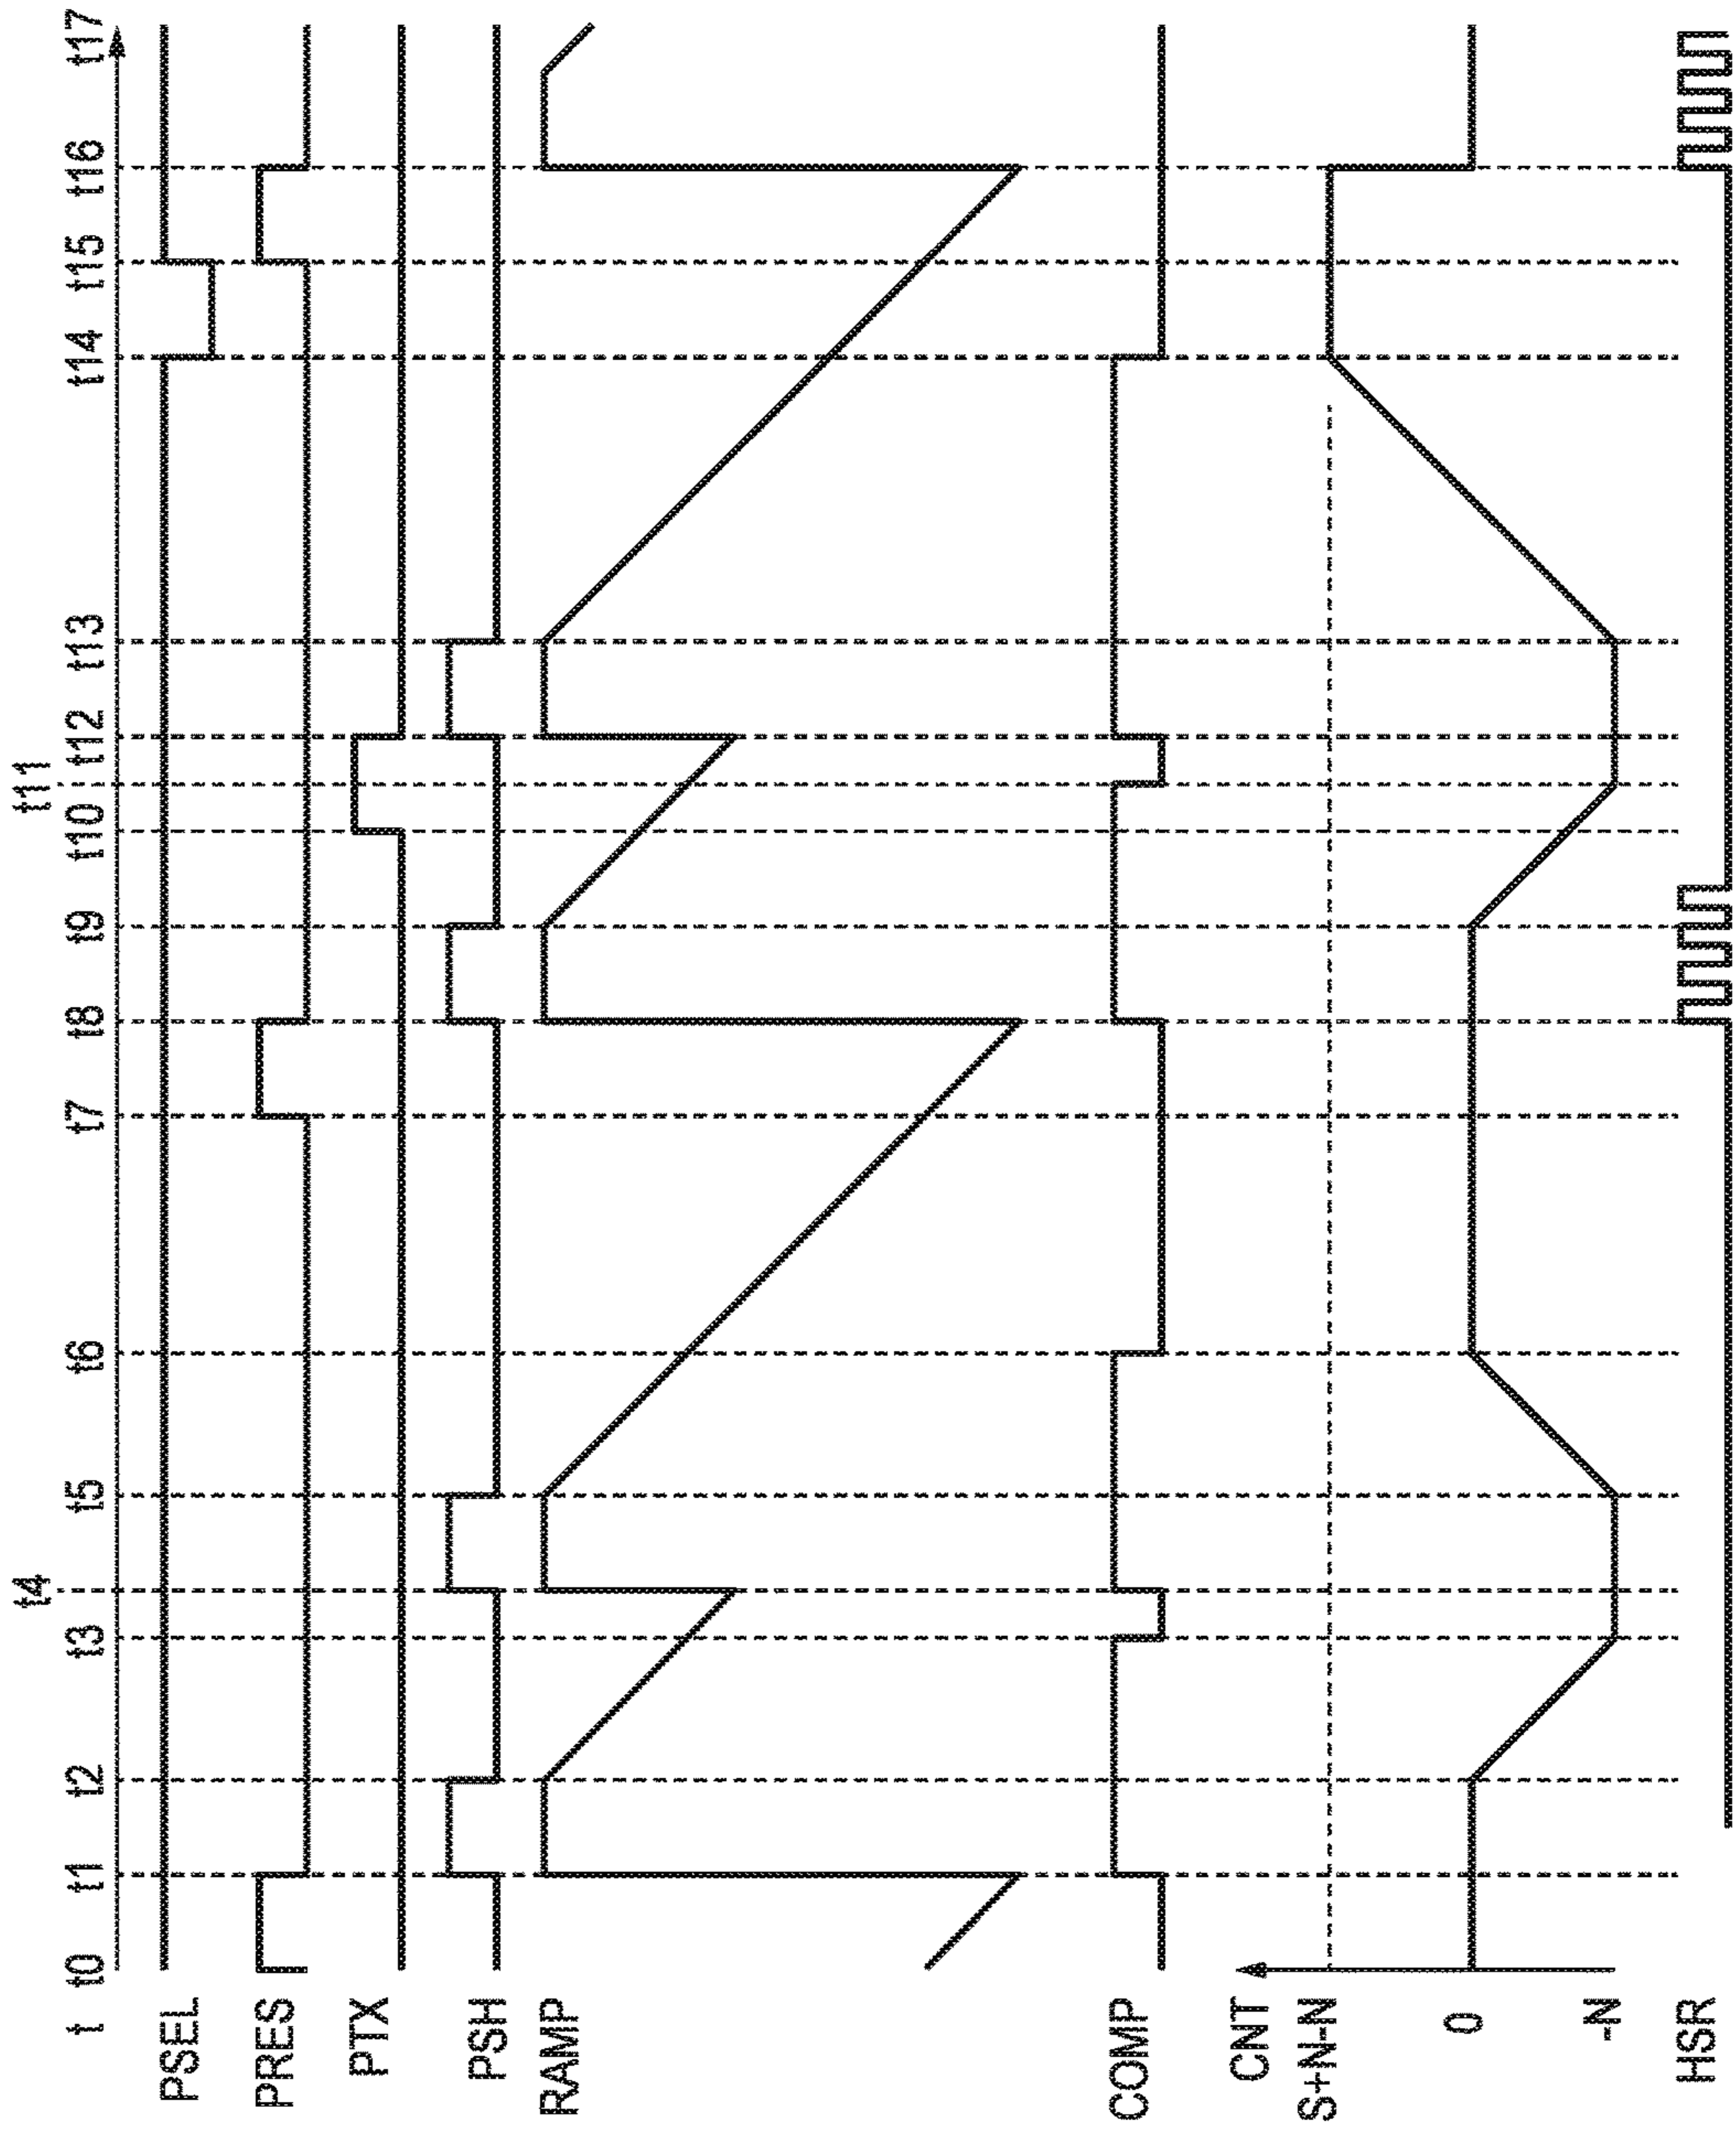 t4 t11
t t0 t1 t2 t3 t5 t6 t7 t8 t9 t10 t12 t13 t14 t15 t16 t17
PSEL
PRES
PTX
PSH
RAMP
COMP
CNT
S+N-N
0
-N
HSR